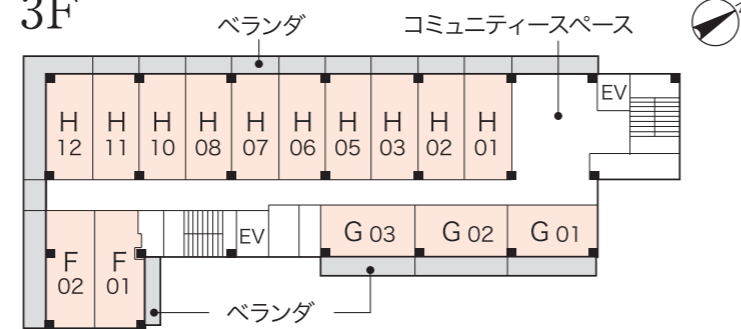 3F
ベランダ
コミュニティースペース
EV
H 12
H 11
H 10
H 08
H 07
H 06
H 05
H 03
H 02
H 01
EV
G 03
G 02
G 01
F 02
F 01
ベランダ